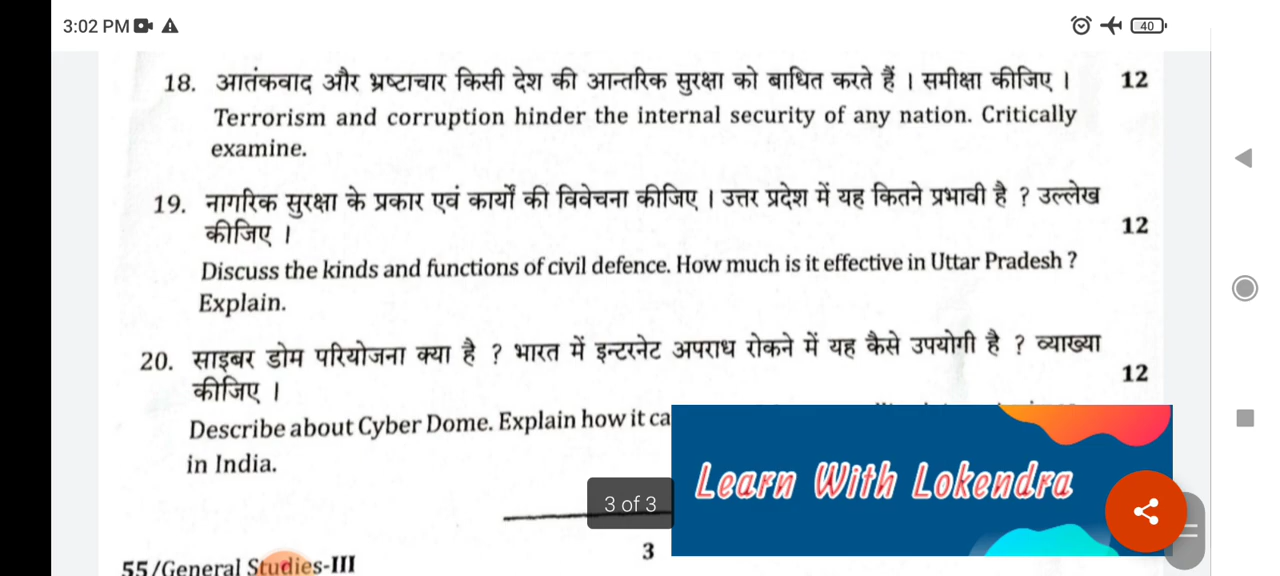 3:02 PM
40
18. आतंकवाद और भ्रष्टाचार किसी देश की आन्तरिक सुरक्षा को बाधित करते हैं । समीक्षा कीजिए । 12
Terrorism and corruption hinder the internal security of any nation. Critically
examine.
19. नागरिक सुरक्षा के प्रकार एवं कार्यों की विवेचना कीजिए । उत्तर प्रदेश में यह कितने प्रभावी है ? उल्लेख
कीजिए । 12
Discuss the kinds and functions of civil defence. How much is it effective in Uttar Pradesh ?
Explain.
20. साइबर डोम परियोजना क्या है ? भारत में इन्टरनेट अपराध रोकने में यह कैसे उपयोगी है ? व्याख्या
कीजिए । 12
Describe about Cyber Dome. Explain how it ca
in India.
Learn With Lokendra
3 of 3
3
55/General Studies-III